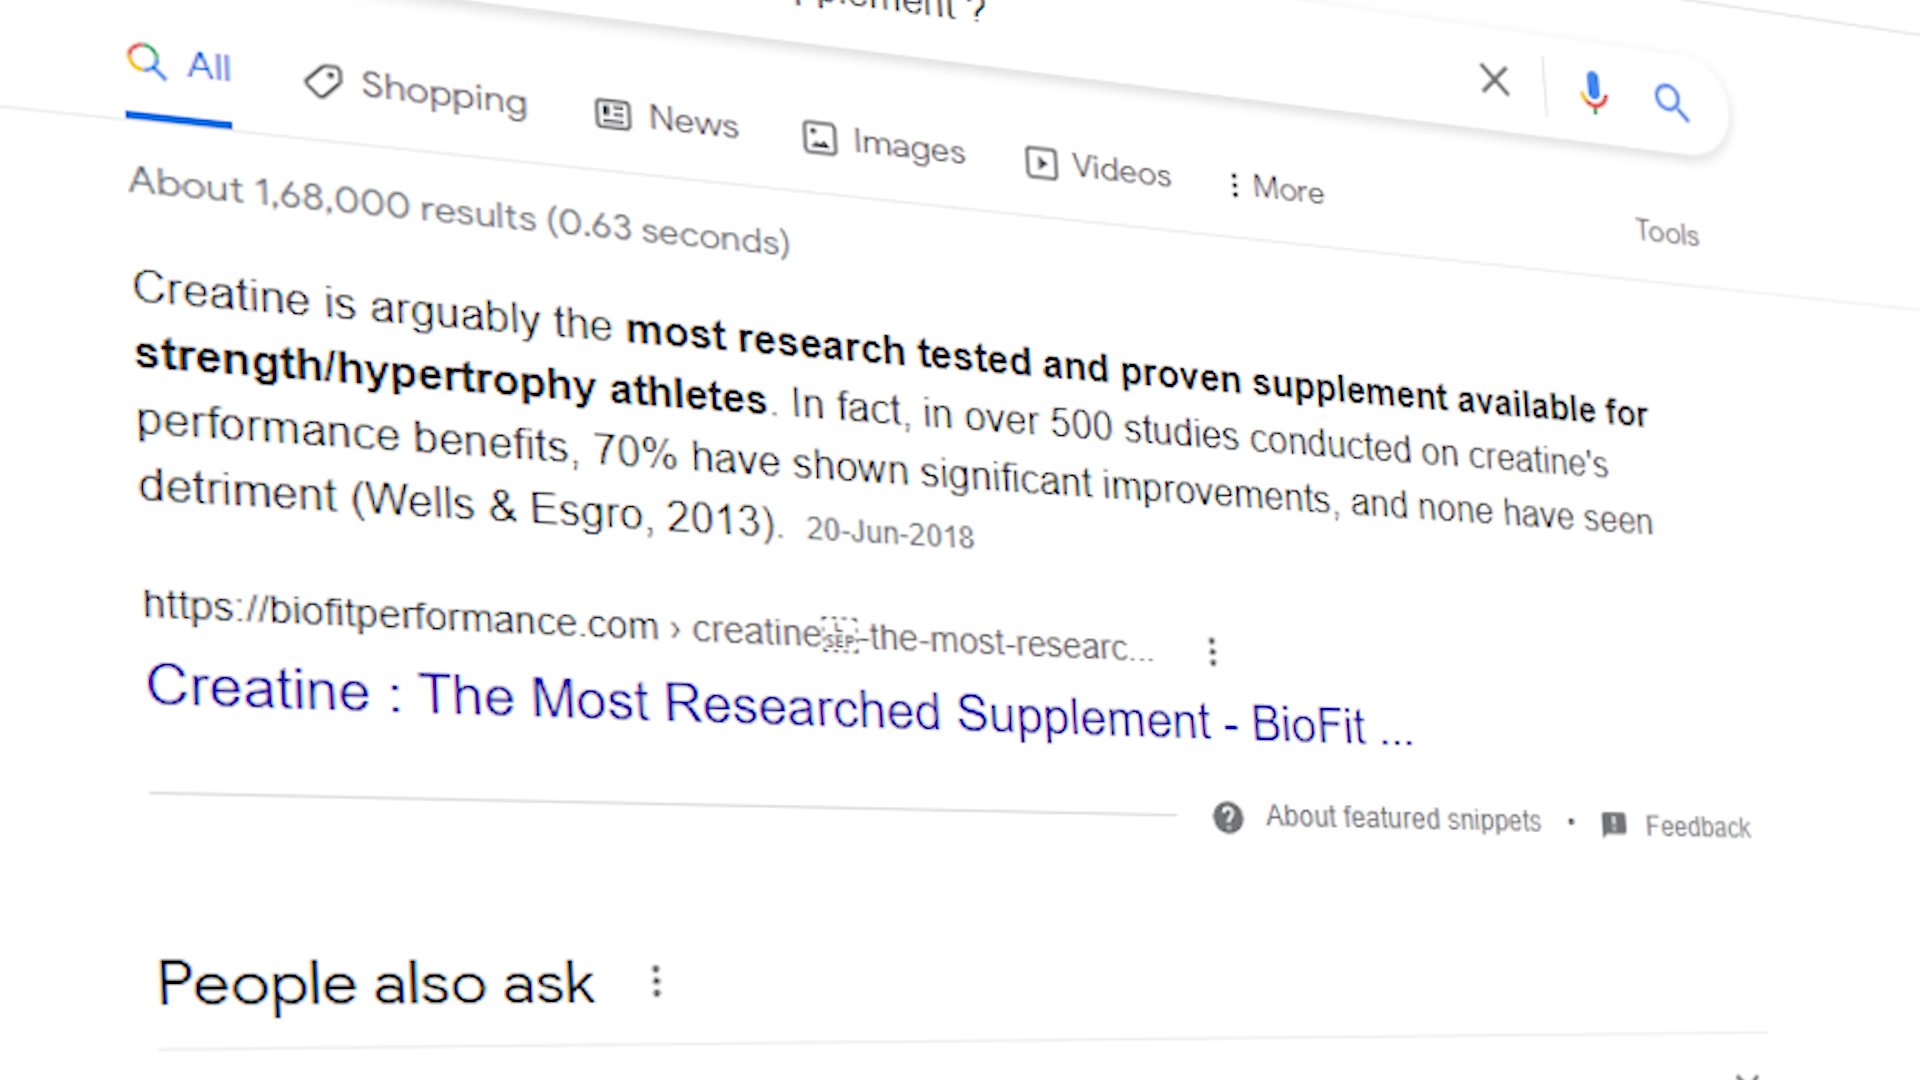 All Shopping News Images Videos More Tools
About 1,68,000 results (0.63 seconds)
Creatine is arguably the most research tested and proven supplement available for
strength/hypertrophy athletes. In fact, in over 500 studies conducted on creatine's
performance benefits, 70% have shown significant improvements, and none have seen
detriment (Wells & Esgro, 2013). 20-Jun-2018
https://biofitperformance.com › creatine-the-most-researc...
Creatine : The Most Researched Supplement - BioFit ...
About featured snippets • Feedback
People also ask